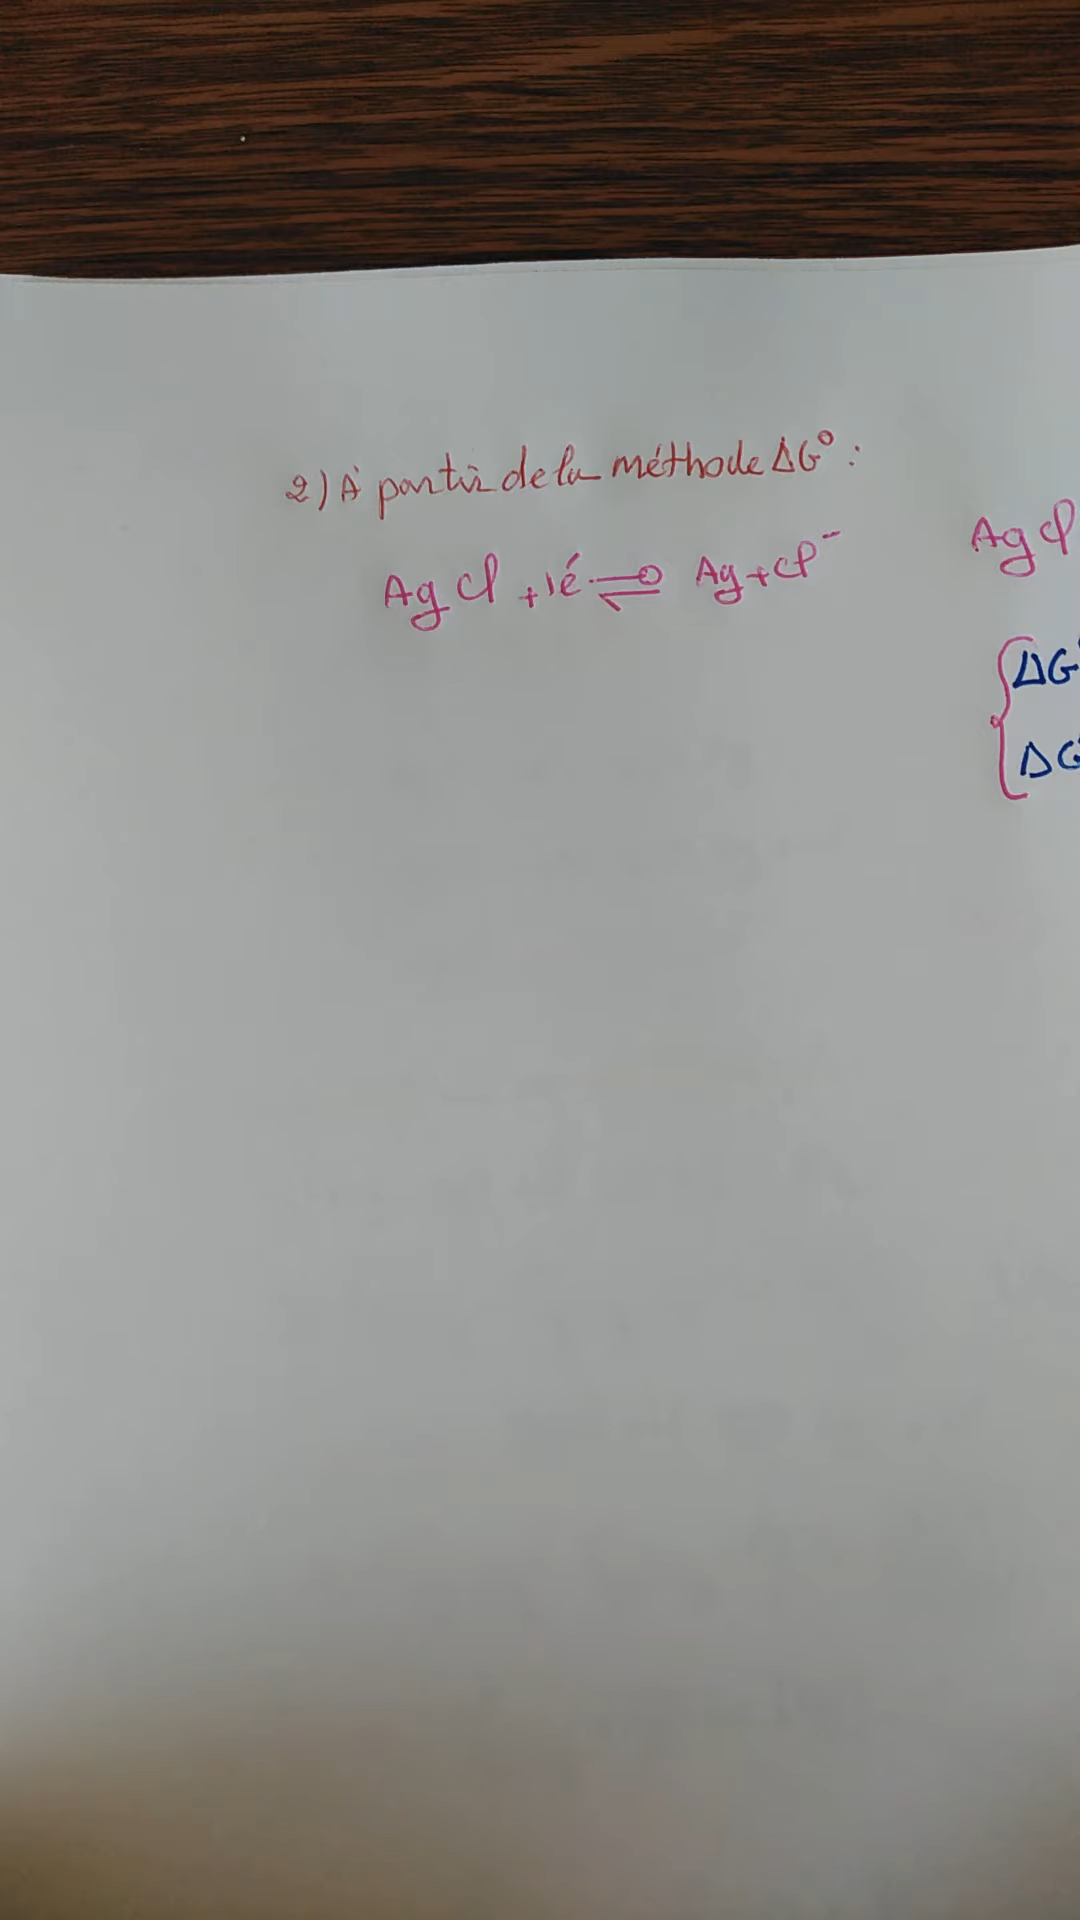 2) À partir de la méthode ΔG° :
AgCl + 1é ⇌ Ag + Cl⁻
AgCl
ΔG
ΔG